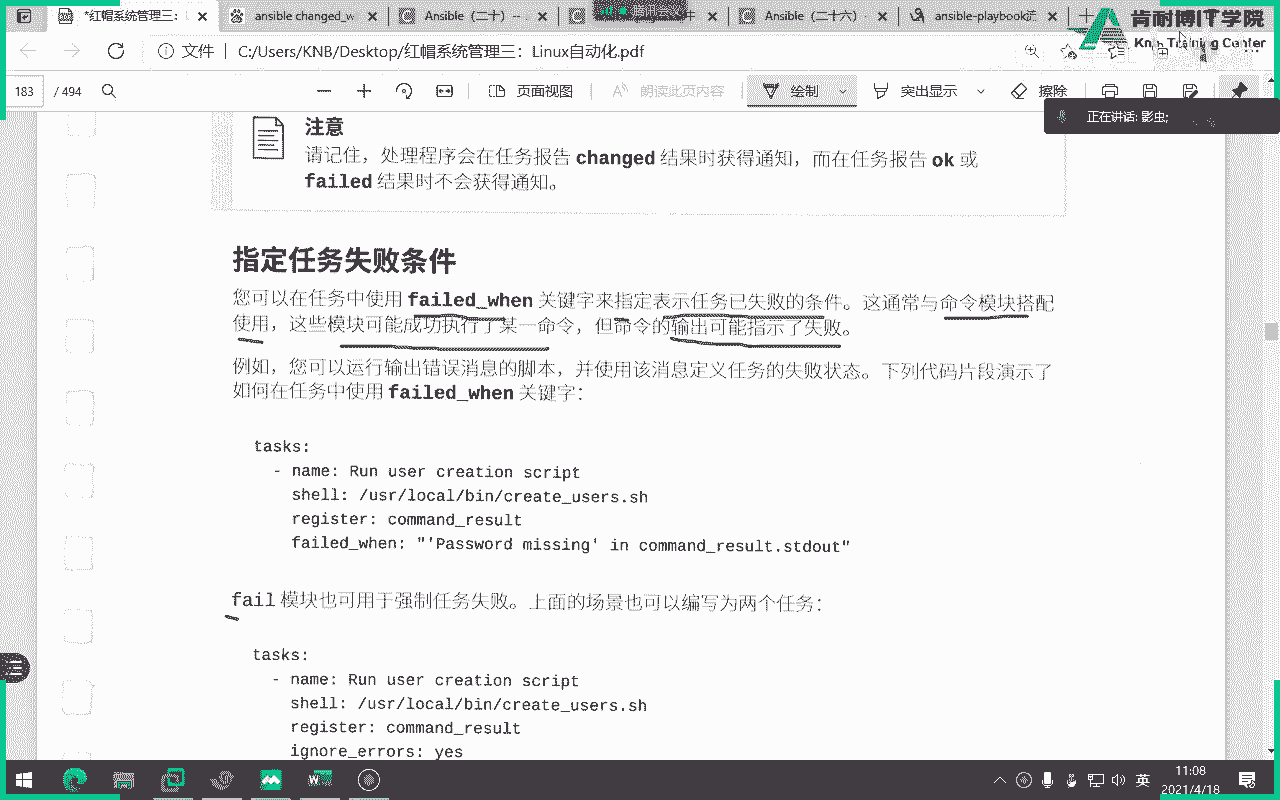 *红帽系统管理三：L
ansible changed_w
Ansible（二十）--
Ansible（二十六）-
ansible-playbook流
肯耐博IT学院
KnB Training Center
文件
C:/Users/KNB/Desktop/红帽系统管理三：Linux自动化.pdf
183 / 494
页面视图
朗读此页内容
绘制
突出显示
擦除
正在讲话: 影虫;
注意
请记住，处理程序会在任务报告 changed 结果时获得通知，而在任务报告 ok 或
failed 结果时不会获得通知。
指定任务失败条件
您可以在任务中使用 failed_when 关键字来指定表示任务已失败的条件。这通常与命令模块搭配
使用，这些模块可能成功执行了某一命令，但命令的输出可能指示了失败。
例如，您可以运行输出错误消息的脚本，并使用该消息定义任务的失败状态。下列代码片段演示了
如何在任务中使用 failed_when 关键字：
tasks:
- name: Run user creation script
shell: /usr/local/bin/create_users.sh
register: command_result
failed_when: "'Password missing' in command_result.stdout"
fail 模块也可用于强制任务失败。上面的场景也可以编写为两个任务：
tasks:
- name: Run user creation script
shell: /usr/local/bin/create_users.sh
register: command_result
ignore_errors: yes
英
11:08
2021/4/18